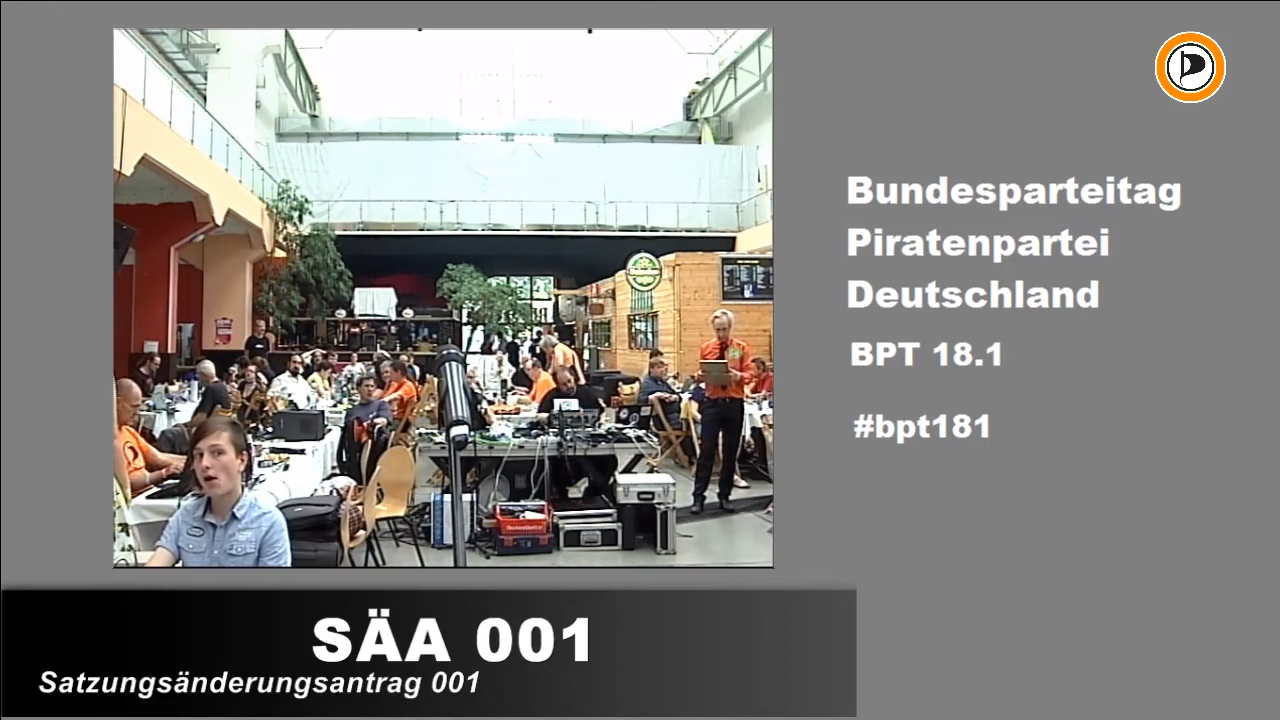 Bundesparteitag
Piratenpartei
Deutschland
BPT 18.1
#bpt181
SÄA 001
Satzungsänderungsantrag 001